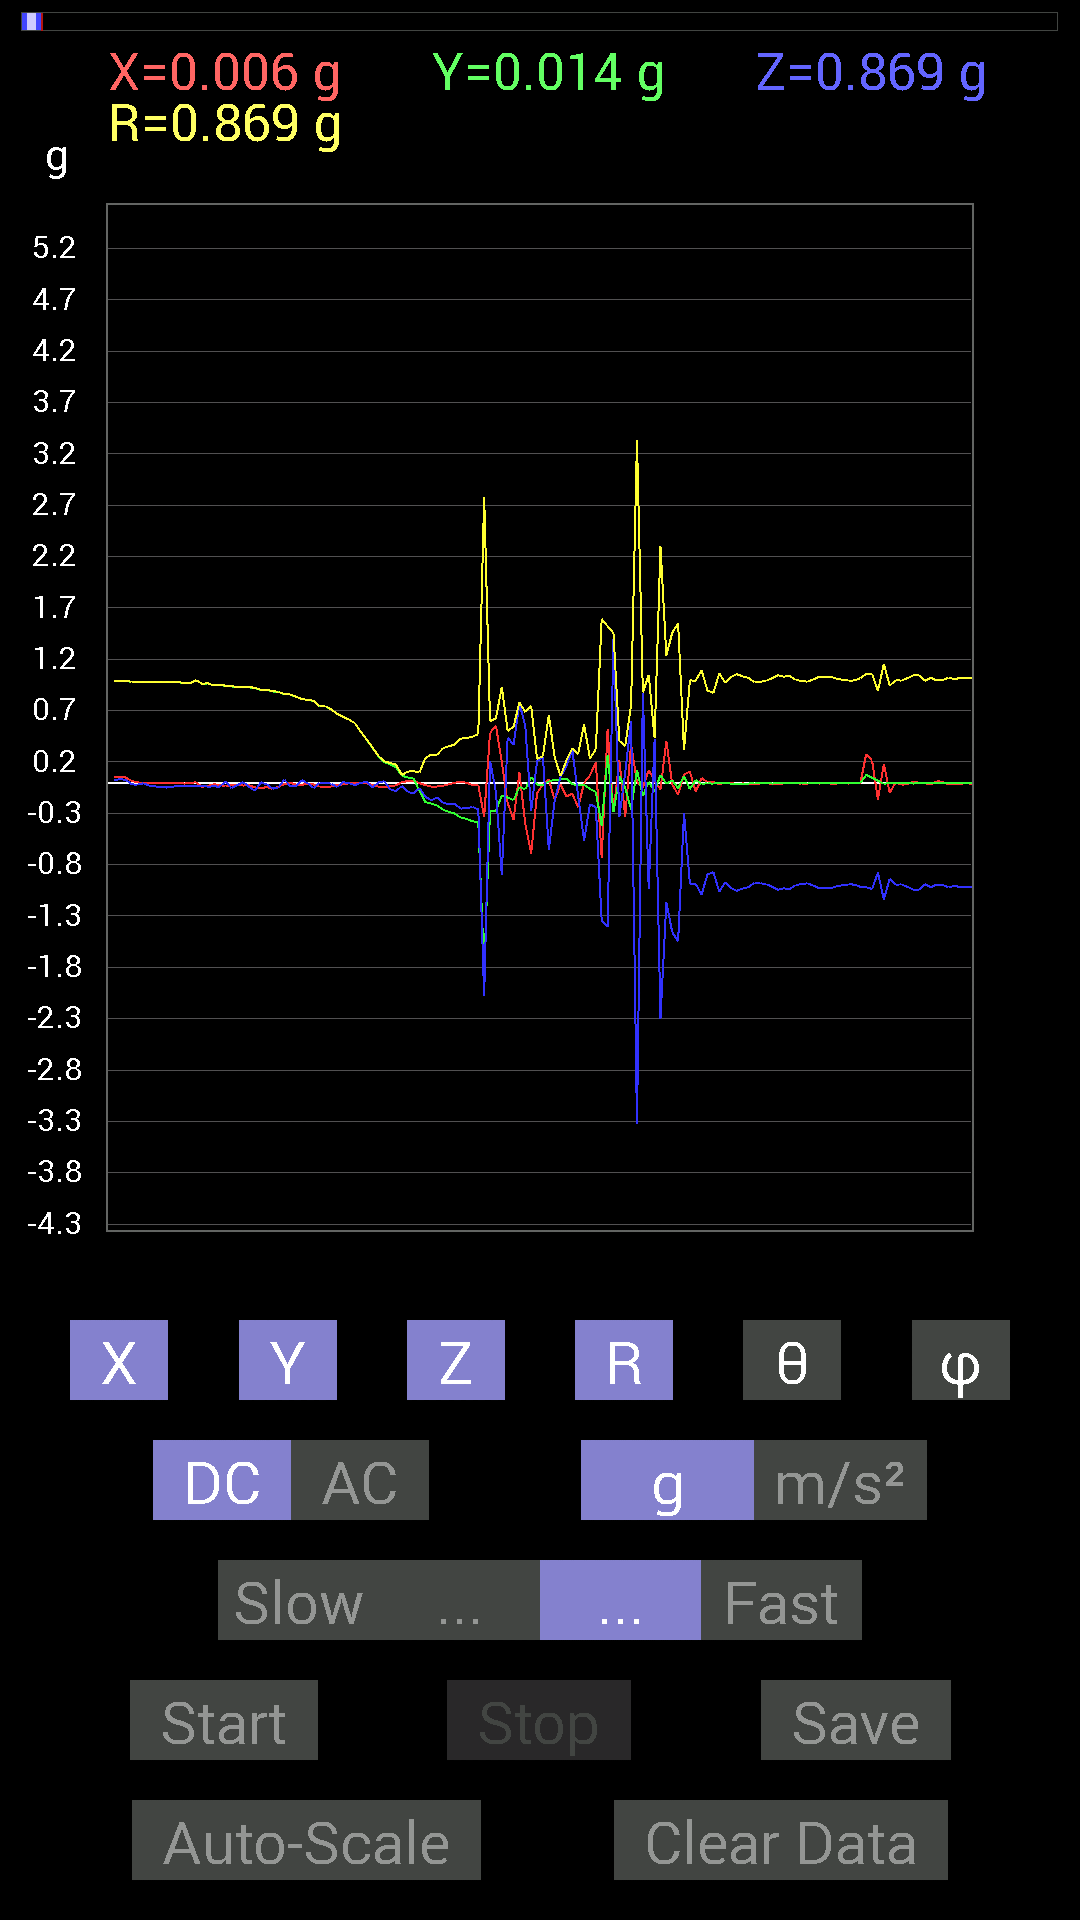 X=0.006 g Y=0.014 g Z=0.869 g
R=0.869 g
g
5.2
4.7
4.2
3.7
3.2
2.7
2.2
1.7
1.2
0.7
0.2
-0.3
-0.8
-1.3
-1.8
-2.3
-2.8
-3.3
-3.8
-4.3
X Y Z R θ φ
DC AC g m/s²
Slow ... ... Fast
Start Stop Save
Auto-Scale Clear Data